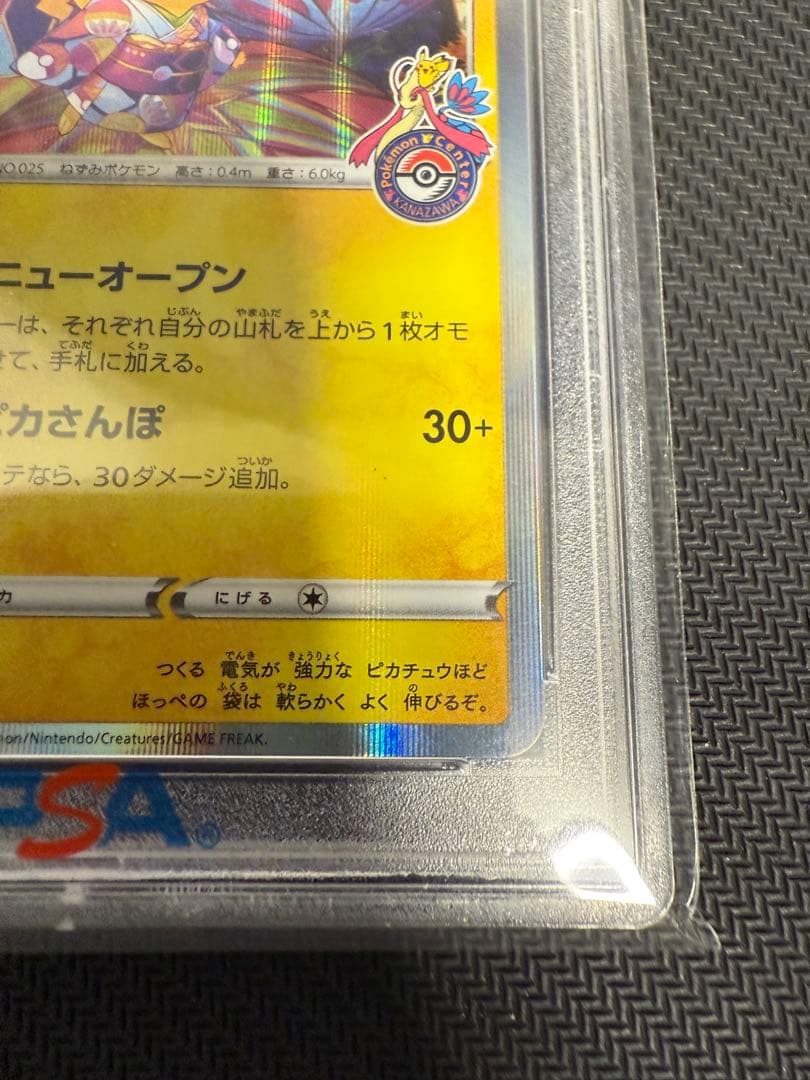 NO 025 ねずみポケモン 高さ:0.4m 重さ:6.0kg
Pokémon Center
KANAZAWA
ニューオープン
ーは、それぞれ自分の山札を上から1枚オモ
せて、手札に加える。
ピカさんぽ 30+
テなら、30ダメージ追加。
カ にげる
つくる 電気が 強力な ピカチュウほど
ほっぺの 袋は 軟らかく よく 伸びるぞ。
on/Nintendo/Creatures/GAME FREAK.
PSA®